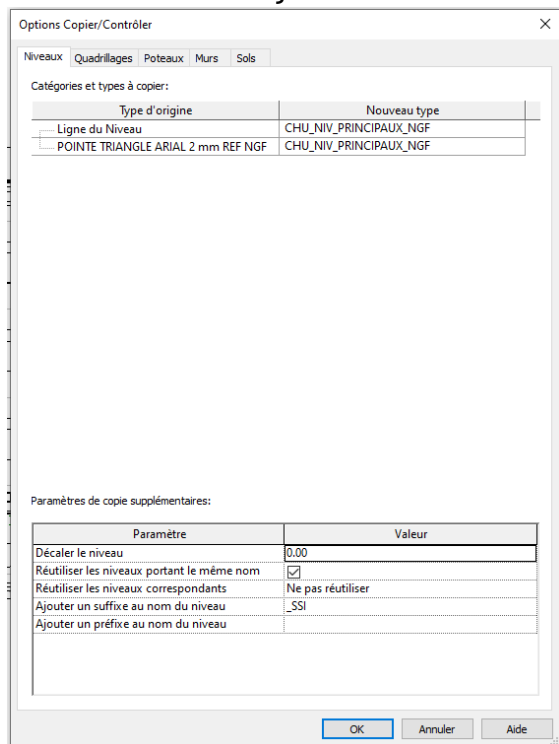 Options Copier/Contrôler
Niveaux Quadrillages Poteaux Murs Sols
Catégories et types à copier:
Type d'origine Nouveau type
Ligne du Niveau CHU_NIV_PRINCIPAUX_NGF
POINTE TRIANGLE ARIAL 2 mm REF NGF CHU_NIV_PRINCIPAUX_NGF
Paramètres de copie supplémentaires:
Paramètre Valeur
Décaler le niveau 0.00
Réutiliser les niveaux portant le même nom
Réutiliser les niveaux correspondants Ne pas réutiliser
Ajouter un suffixe au nom du niveau _SSI
Ajouter un préfixe au nom du niveau
OK Annuler Aide